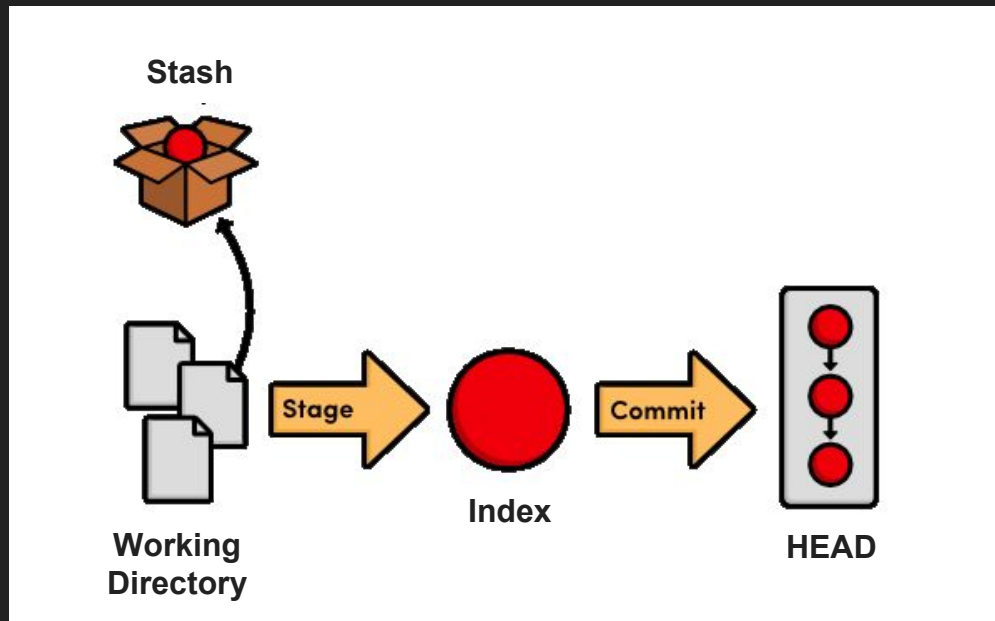 Stash
Stage
Commit
Index
Working
Directory
HEAD